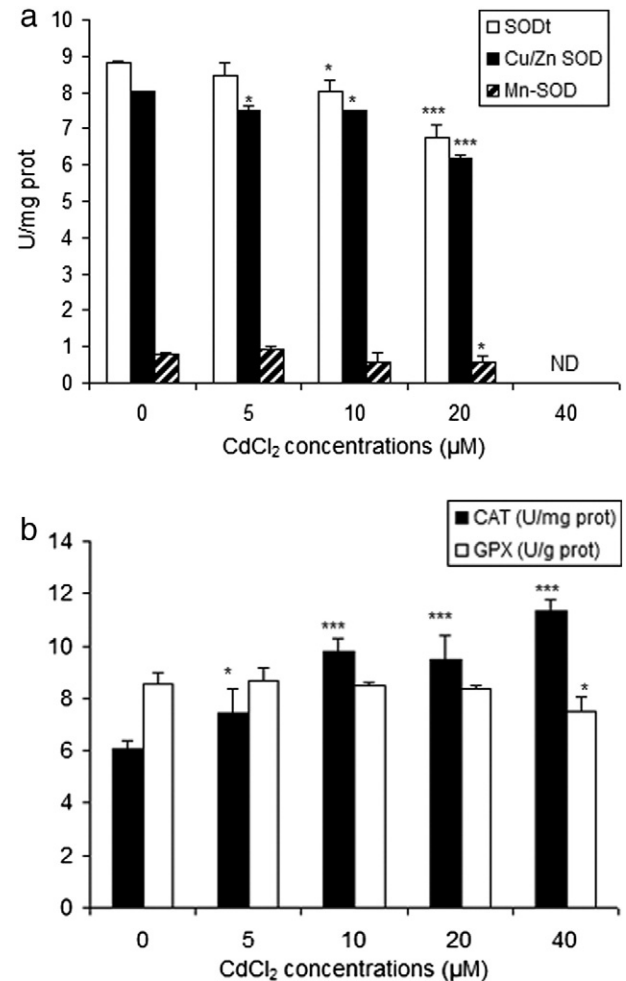 a
SODt
Cu/Zn SOD
Mn-SOD
U/mg prot
10
9
8
7
6
5
4
3
2
1
0
*
*
*
***
***
*
ND
0 5 10 20 40
CdCl₂ concentrations (µM)
b
CAT (U/mg prot)
GPX (U/g prot)
14
12
10
8
6
4
2
0
*
***
***
***
*
0 5 10 20 40
CdCl₂ concentrations (µM)